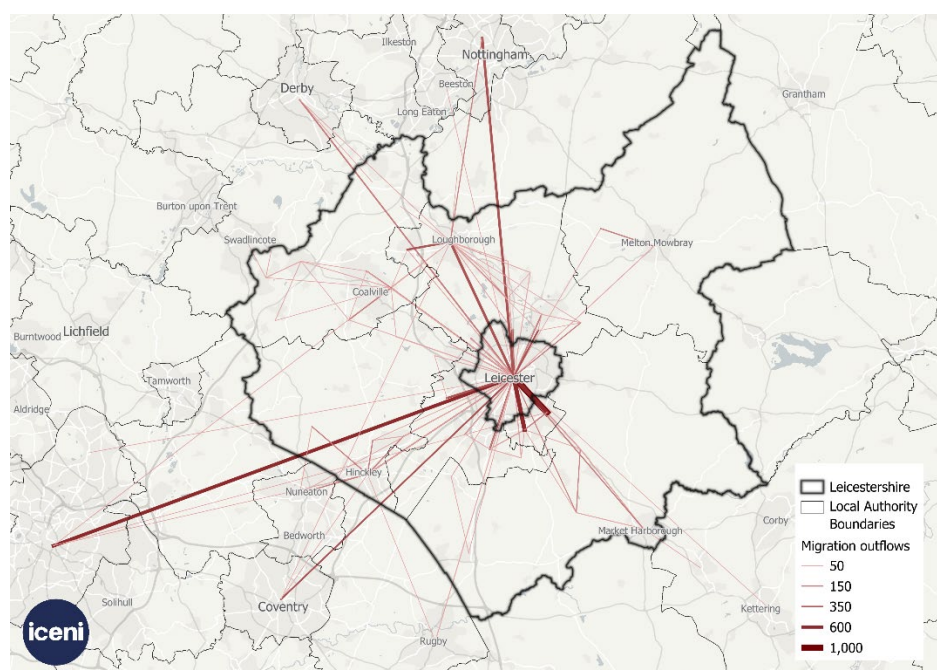 Ilkeston
Nottingham
Derby
Beeston
Long Eaton
Grantham
Burton upon Trent
Swadlincote
Loughborough
Melton Mowbray
Coalville
Lichfield
Burntwood
Tamworth
Leicester
Aldridge
Hinckley
Nuneaton
Bedworth
Market Harborough
Corby
Solihull
Coventry
Kettering
Rugby
Leicestershire
Local Authority
Boundaries
Migration outflows
50
150
350
600
1,000
iceni